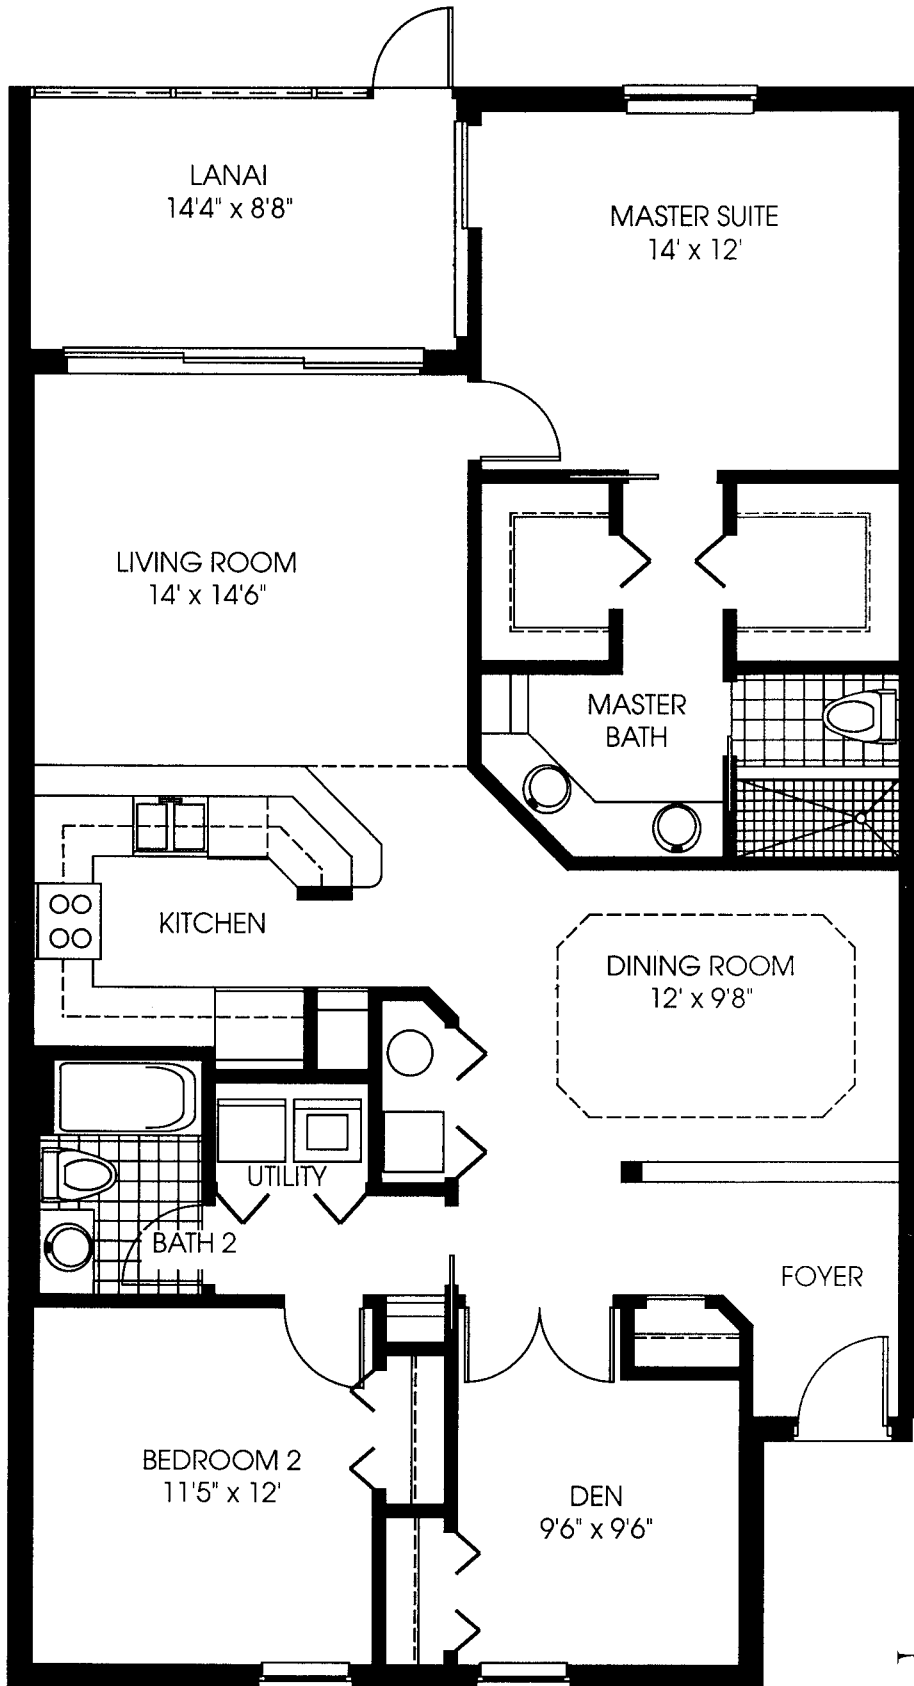 LANAI
14'4" x 8'8"
MASTER SUITE
14' x 12'
LIVING ROOM
14' x 14'6"
MASTER
BATH
KITCHEN
DINING ROOM
12' x 9'8"
UTILITY
BATH 2
FOYER
BEDROOM 2
11'5" x 12'
DEN
9'6" x 9'6"